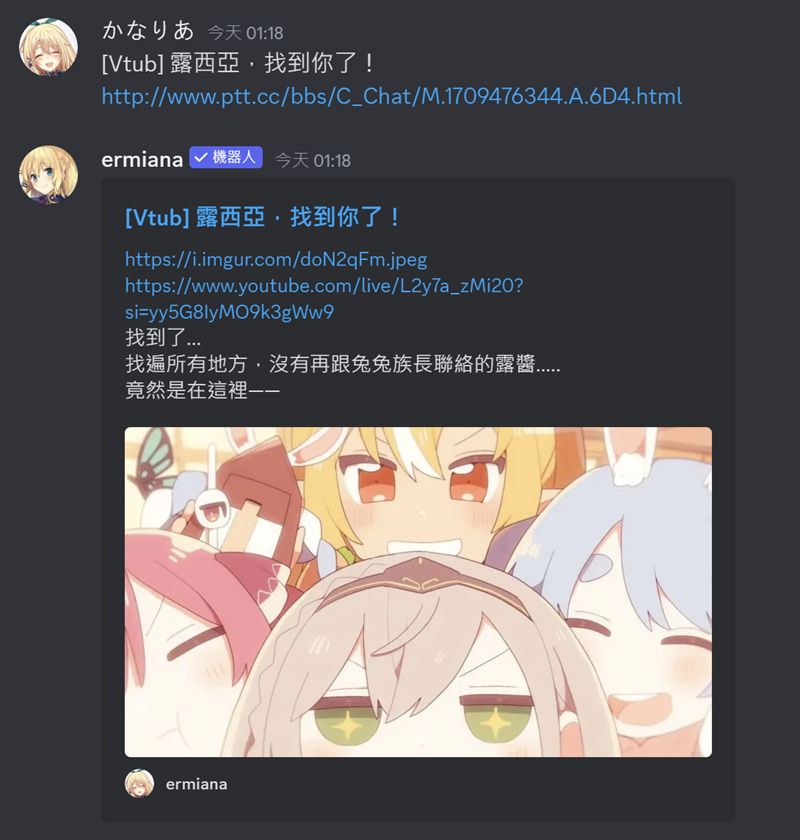 かなりあ 今天 01:18
[Vtub] 露西亞，找到你了！
http://www.ptt.cc/bbs/C_Chat/M.1709476344.A.6D4.html
ermiana 機器人 今天 01:18
[Vtub] 露西亞，找到你了！
https://i.imgur.com/doN2qFm.jpeg
https://www.youtube.com/live/L2y7a_zMi20?
si=yy5G8IyMO9k3gWw9
找到了...
找遍所有地方，沒有再跟兔兔族長聯絡的露醬.....
竟然是在這裡——
ermiana